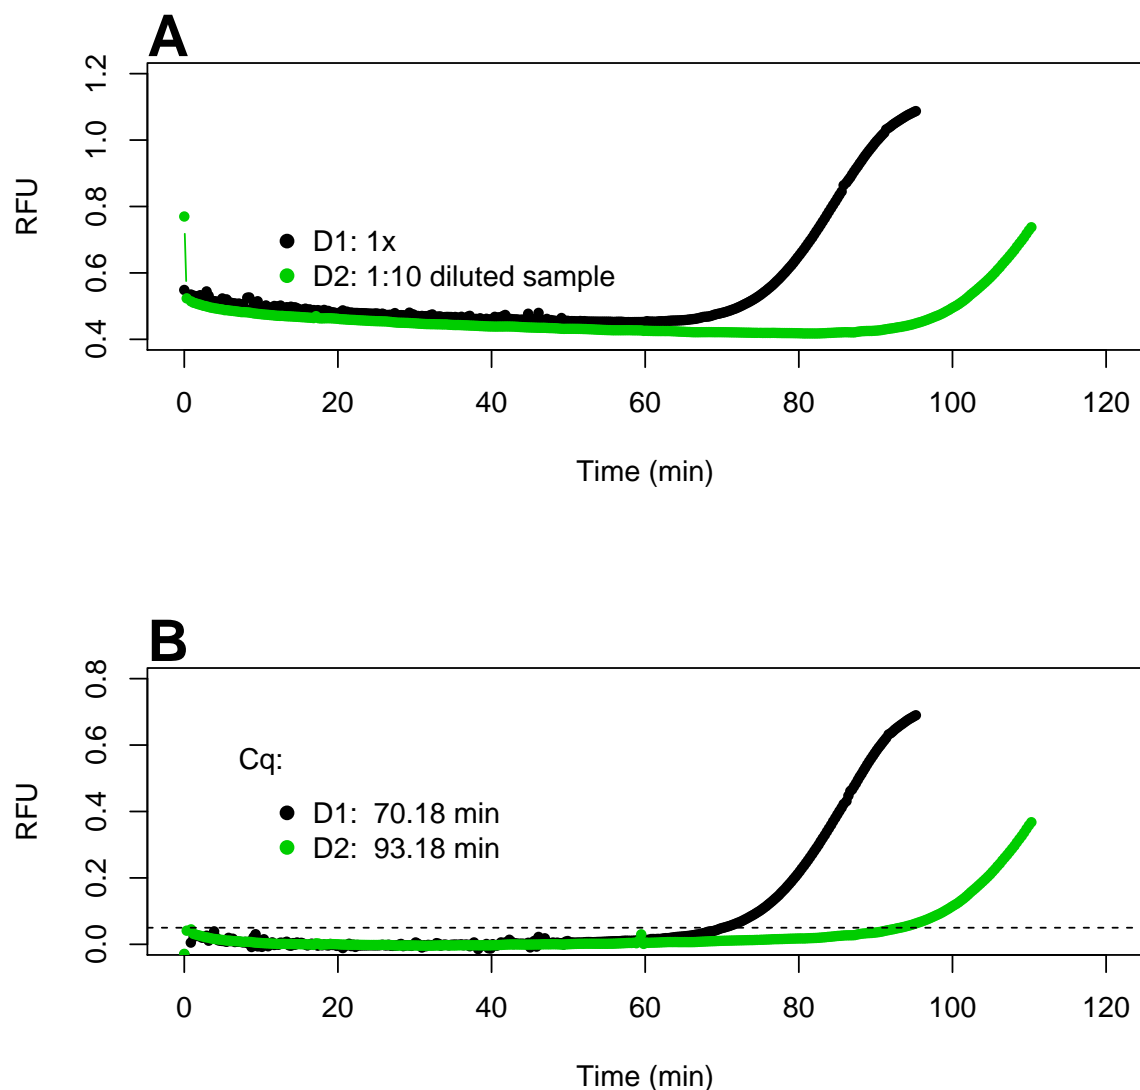 A
RFU
1.2
1.0
0.8
0.6
0.4
D1: 1x
D2: 1:10 diluted sample
0 20 40 60 80 100 120
Time (min)
B
RFU
0.8
0.6
0.4
0.2
0.0
Cq:
D1: 70.18 min
D2: 93.18 min
0 20 40 60 80 100 120
Time (min)